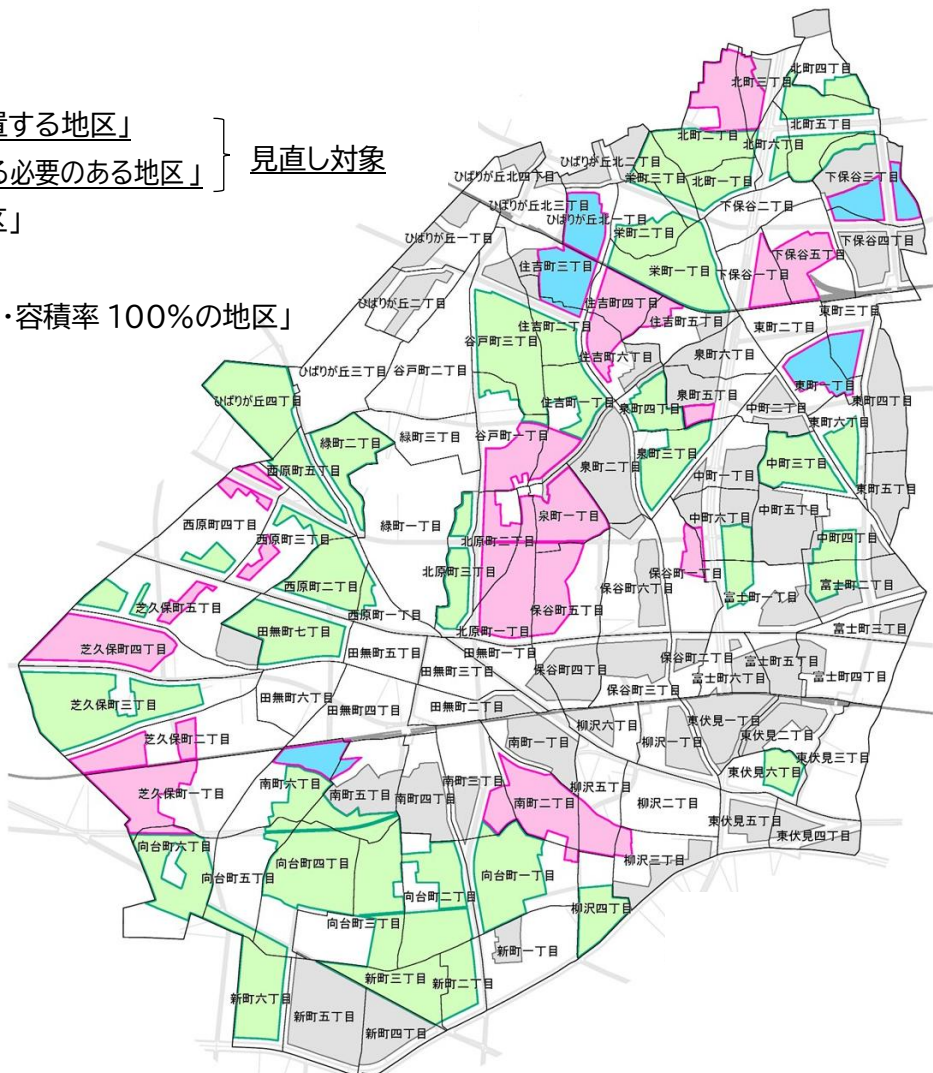 置する地区」
る必要のある地区」
見直し対象
区」
・容積率 100%の地区」
北町四丁目
北町三丁目
北町五丁目
北町二丁目
北町六丁目
ひばりが丘北二丁目
ひばりが丘北四丁目
栄町三丁目
北町一丁目
下保谷三丁目
ひばりが丘北三丁目
ひばりが丘北一丁目
下保谷二丁目
ひばりが丘一丁目
栄町二丁目
下保谷四丁目
下保谷五丁目
住吉町三丁目
栄町一丁目
下保谷一丁目
ひばりが丘二丁目
住吉町四丁目
住吉町五丁目
東町三丁目
東町二丁目
住吉町二丁目
谷戸町三丁目
住吉町六丁目
泉町六丁目
ひばりが丘三丁目
谷戸町二丁目
東町一丁目
泉町五丁目
東町四丁目
ひばりが丘四丁目
住吉町一丁目
泉町四丁目
中町二丁目
東町六丁目
緑町二丁目
緑町三丁目
谷戸町一丁目
泉町三丁目
西原町五丁目
泉町二丁目
中町三丁目
中町一丁目
東町五丁目
西原町四丁目
緑町一丁目
泉町一丁目
中町六丁目
中町五丁目
西原町三丁目
北原町二丁目
中町四丁目
北原町三丁目
保谷町一丁目
西原町二丁目
保谷町六丁目
富士町二丁目
芝久保町五丁目
西原町一丁目
保谷町五丁目
富士町一丁目
田無町七丁目
北原町一丁目
富士町三丁目
芝久保町四丁目
田無町五丁目
田無町一丁目
保谷町二丁目
富士町五丁目
田無町三丁目
保谷町四丁目
富士町六丁目
富士町四丁目
芝久保町三丁目
田無町六丁目
田無町四丁目
田無町二丁目
保谷町三丁目
柳沢六丁目
東伏見一丁目
芝久保町二丁目
南町一丁目
柳沢一丁目
東伏見二丁目
東伏見三丁目
南町六丁目
南町三丁目
柳沢五丁目
東伏見六丁目
芝久保町一丁目
南町五丁目
南町四丁目
南町二丁目
柳沢二丁目
東伏見五丁目
東伏見四丁目
向台町六丁目
柳沢三丁目
向台町四丁目
向台町五丁目
向台町一丁目
向台町二丁目
柳沢四丁目
向台町三丁目
新町一丁目
新町三丁目
新町二丁目
新町六丁目
新町五丁目
新町四丁目